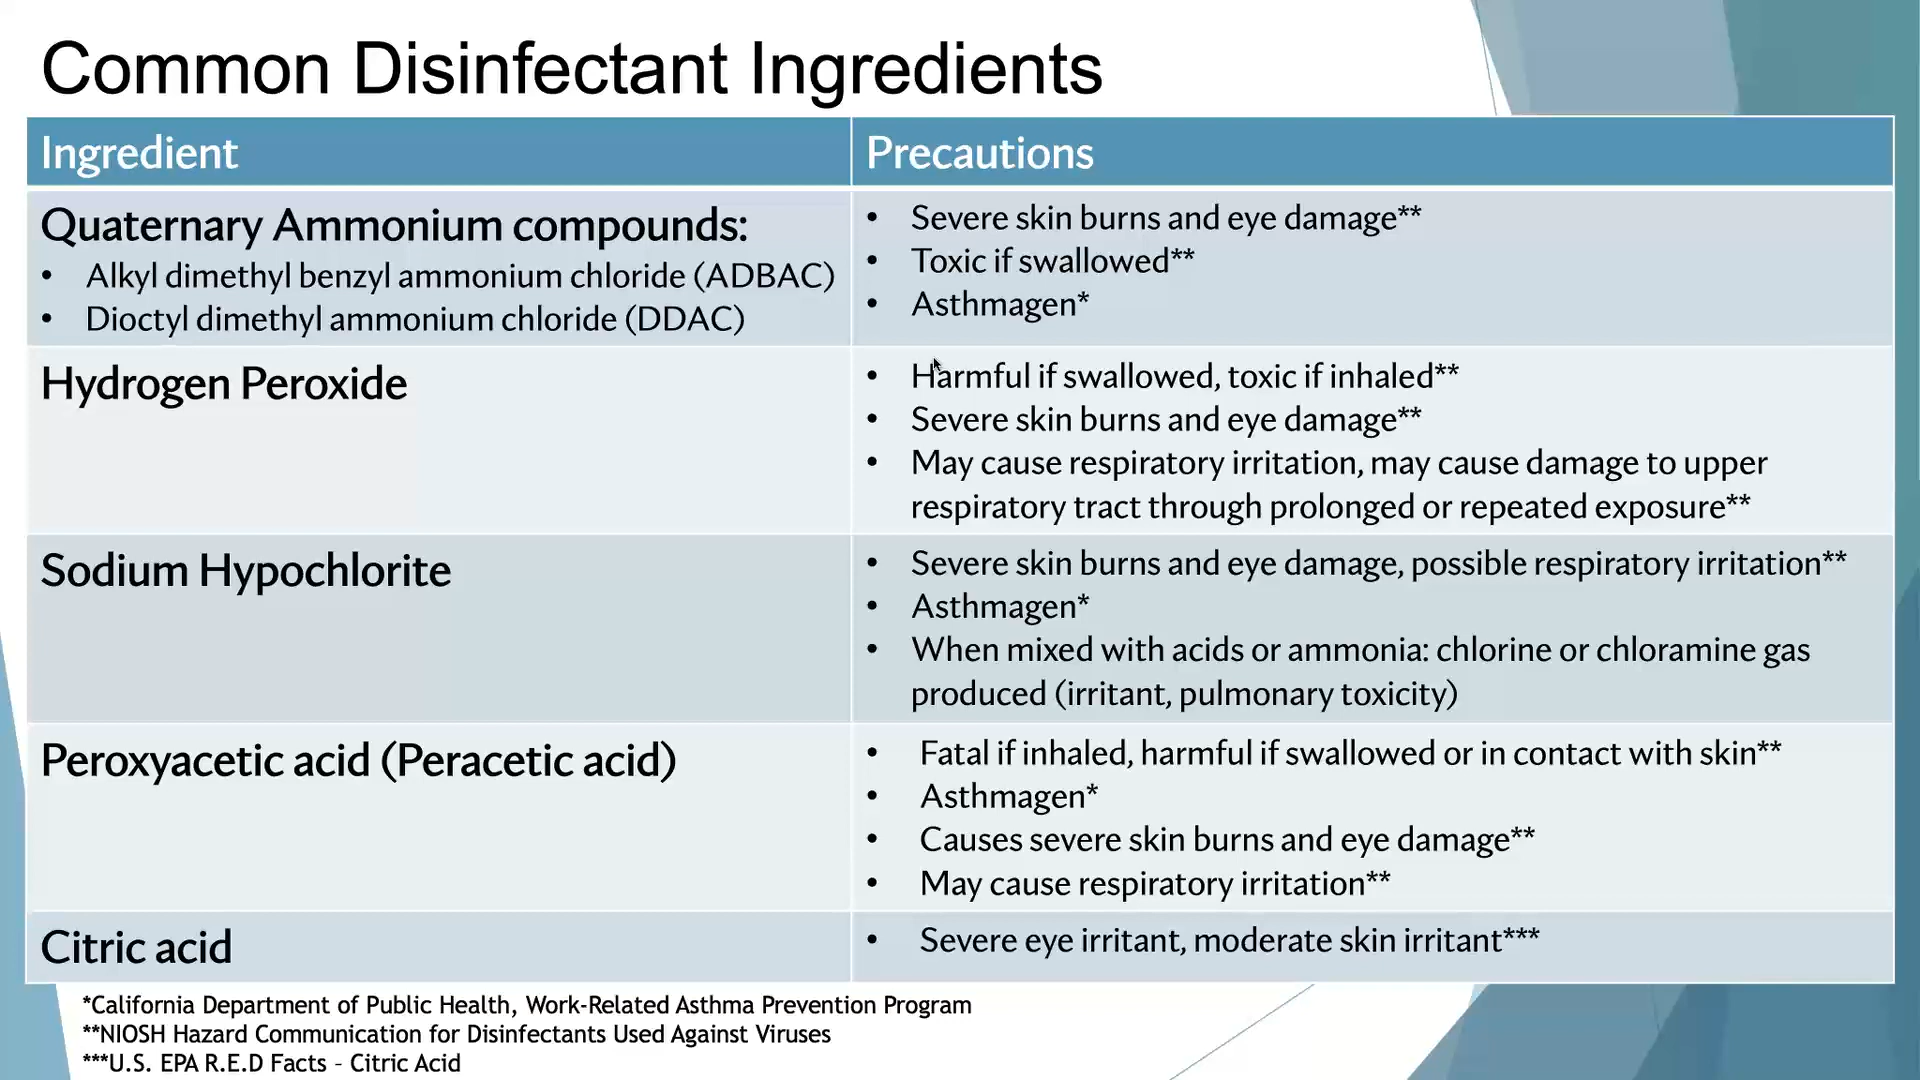 Common Disinfectant Ingredients
Ingredient
Precautions
Quaternary Ammonium compounds:
• Alkyl dimethyl benzyl ammonium chloride (ADBAC)
• Dioctyl dimethyl ammonium chloride (DDAC)
• Severe skin burns and eye damage**
• Toxic if swallowed**
• Asthmagen*
Hydrogen Peroxide
• Harmful if swallowed, toxic if inhaled**
• Severe skin burns and eye damage**
• May cause respiratory irritation, may cause damage to upper
respiratory tract through prolonged or repeated exposure**
Sodium Hypochlorite
• Severe skin burns and eye damage, possible respiratory irritation**
• Asthmagen*
• When mixed with acids or ammonia: chlorine or chloramine gas
produced (irritant, pulmonary toxicity)
Peroxyacetic acid (Peracetic acid)
• Fatal if inhaled, harmful if swallowed or in contact with skin**
• Asthmagen*
• Causes severe skin burns and eye damage**
• May cause respiratory irritation**
Citric acid
• Severe eye irritant, moderate skin irritant***
*California Department of Public Health, Work-Related Asthma Prevention Program
**NIOSH Hazard Communication for Disinfectants Used Against Viruses
***U.S. EPA R.E.D Facts – Citric Acid